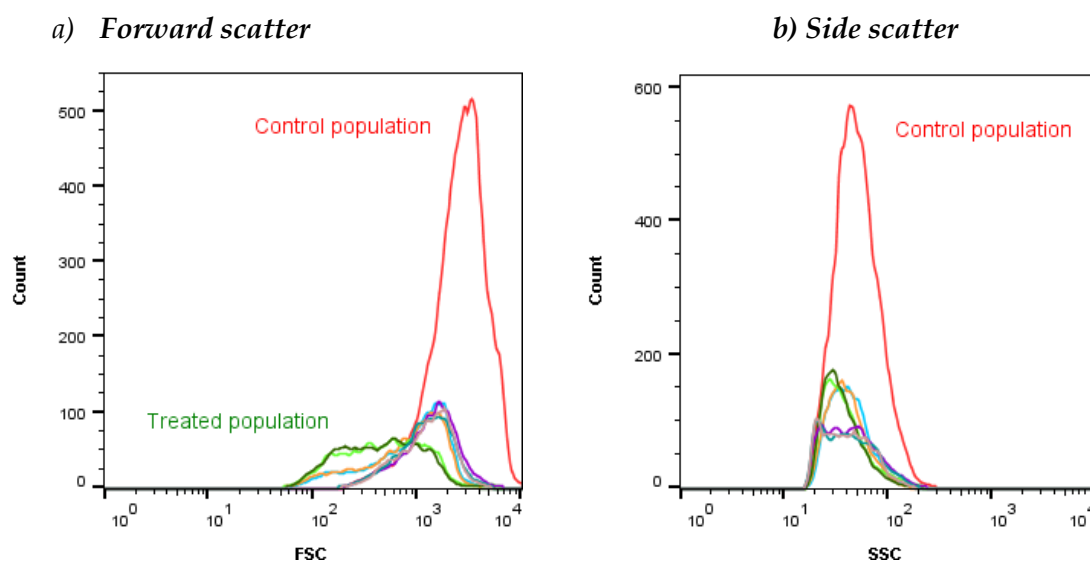 a) Forward scatter
b) Side scatter
500
400
300
200
100
0
Count
Control population
Treated population
10^0 10^1 10^2 10^3 10^4
FSC
600
400
200
0
Count
Control population
10^0 10^1 10^2 10^3 10^4
SSC